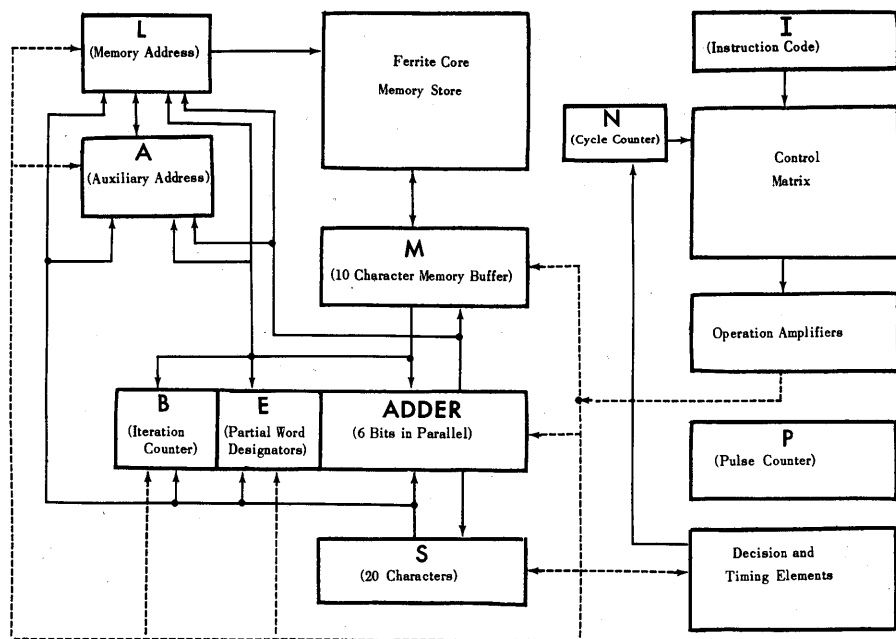 L
(Memory Address)
Ferrite Core
Memory Store
I
(Instruction Code)
N
(Cycle Counter)
Control
Matrix
A
(Auxiliary Address)
M
(10 Character Memory Buffer)
Operation Amplifiers
B
(Iteration
Counter)
E
(Partial Word
Designators)
ADDER
(6 Bits in Parallel)
P
(Pulse Counter)
S
(20 Characters)
Decision and
Timing Elements